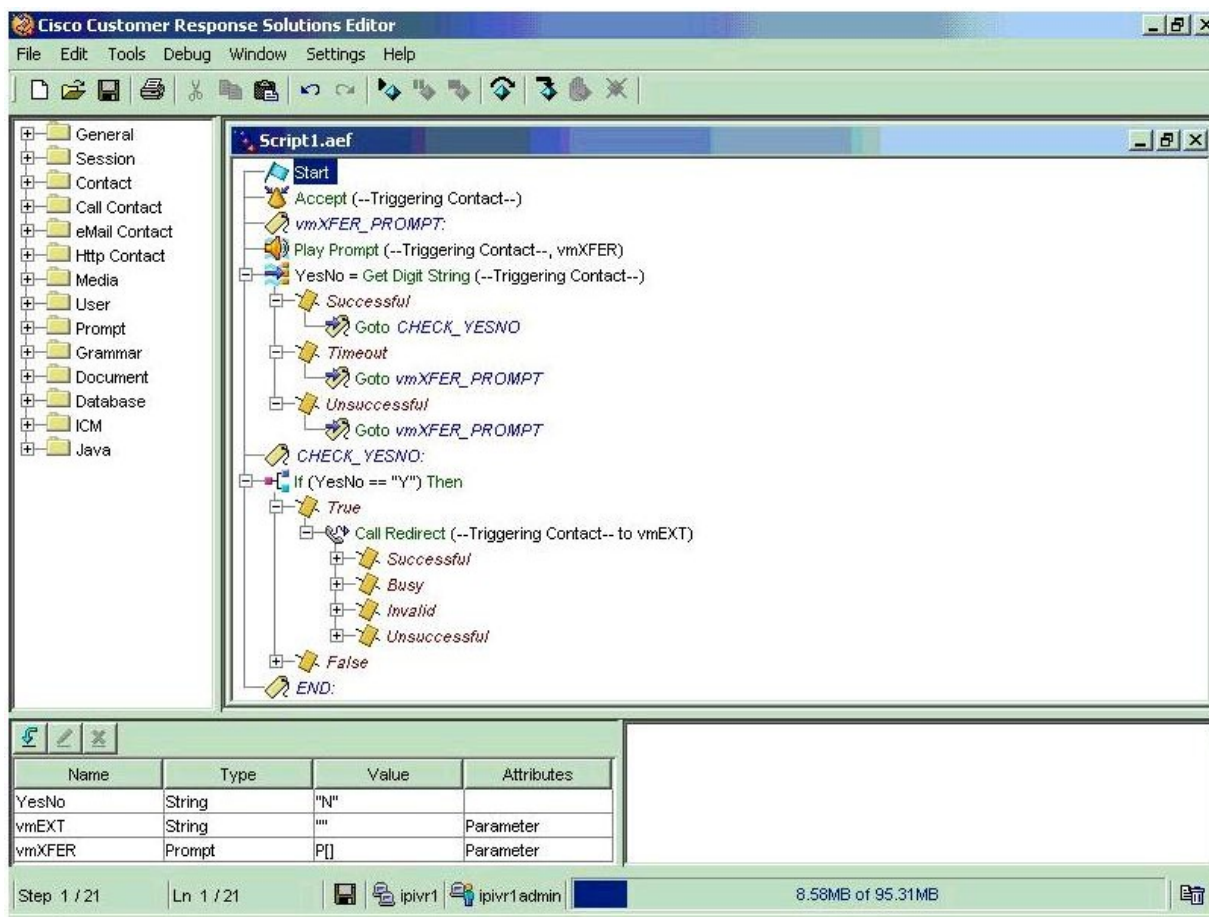 Cisco Customer Response Solutions Editor
File Edit Tools Debug Window Settings Help
General
Session
Contact
Call Contact
eMail Contact
Http Contact
Media
User
Prompt
Grammar
Document
Database
ICM
Java
Script1.aef
Start
Accept (--Triggering Contact--)
vmXFER_PROMPT:
Play Prompt (--Triggering Contact--, vmXFER)
YesNo = Get Digit String (--Triggering Contact--)
Successful
Goto CHECK_YESNO
Timeout
Goto vmXFER_PROMPT
Unsuccessful
Goto vmXFER_PROMPT
CHECK_YESNO:
If (YesNo == "Y") Then
True
Call Redirect (--Triggering Contact-- to vmEXT)
Successful
Busy
Invalid
Unsuccessful
False
END:
Name Type Value Attributes
YesNo String "N"
vmEXT String "" Parameter
vmXFER Prompt P[] Parameter
Step 1 / 21 Ln 1 / 21 ipivr1 ipivr1admin 8.58MB of 95.31MB